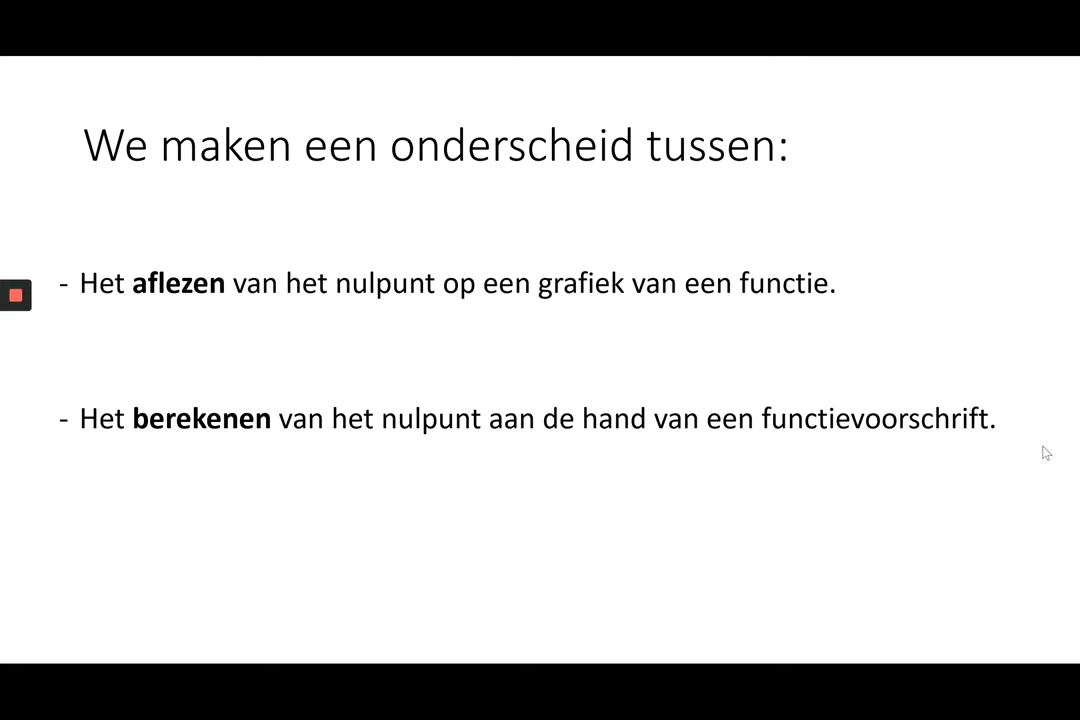 We maken een onderscheid tussen:
- Het aflezen van het nulpunt op een grafiek van een functie.
- Het berekenen van het nulpunt aan de hand van een functievoorschrift.